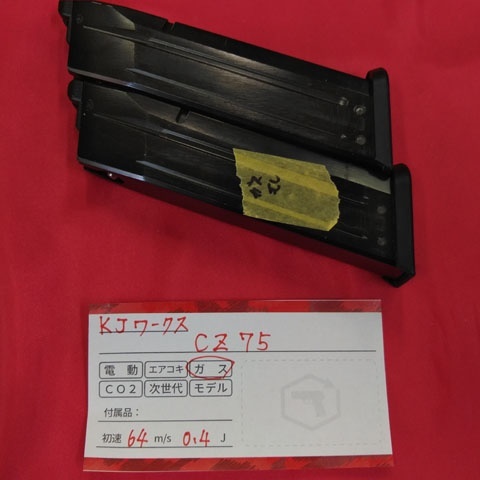 KJワークス
CZ 75
電動 エアコキ ガス
CO2 次世代 モデル
付属品：
初速 64 m/s 0.4 J